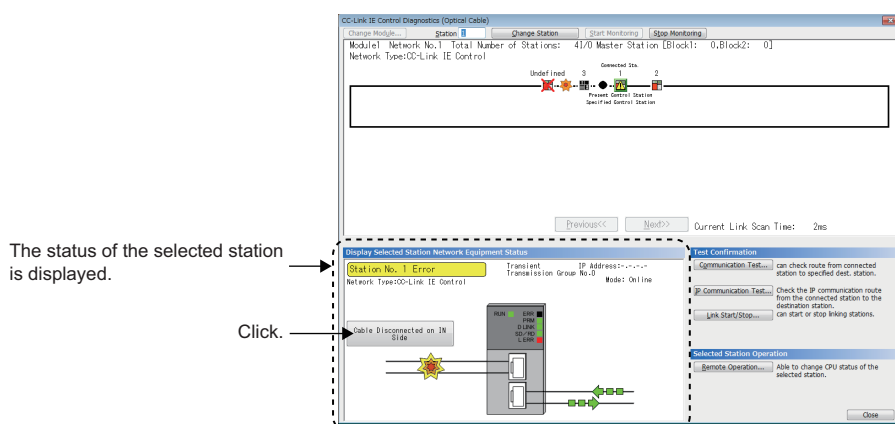 CC-Link IE Control Diagnostics (Optical Cable)
Change Module... Station 1 Change Station Start Monitoring Stop Monitoring
Module1 Network No.1 Total Number of Stations: 4I/O Master Station [Block1: 0,Block2: 0]
Network Type:CC-Link IE Control
Connected Sta.
Undefined 3 1 2
Present Control Station
Specified Control Station
Previous<< Next>> Current Link Scan Time: 2ms
The status of the selected station
is displayed.
Display Selected Station Network Equipment Status
Station No. 1 Error
Network Type:CC-Link IE Control
Transient
Transmission Group No.0
IP Address:-.-.-.-
Mode: Online
Click.
Cable Disconnected on IN
Side
RUN ERR
PRM
D LINK
SD/RD
L ERR
Test Confirmation
Communication Test... can check route from connected
station to specified dest. station.
IP Communication Test... Check the IP communication route
from the connected station to the
destination station.
Link Start/Stop... can start or stop linking stations.
Selected Station Operation
Remote Operation... Able to change CPU status of the
selected station.
Close